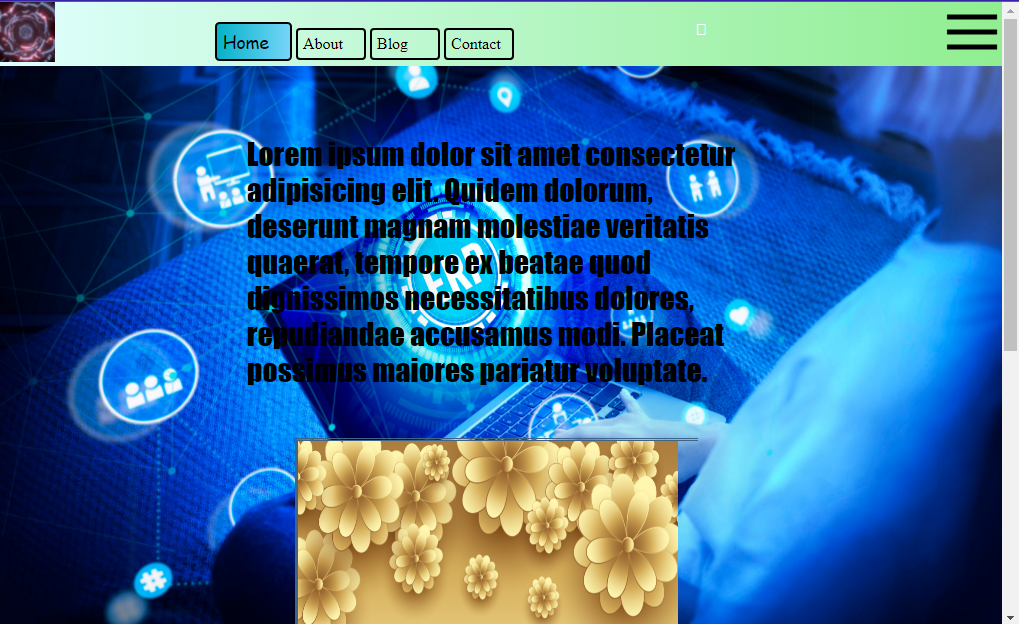 Home
About
Blog
Contact
Lorem ipsum dolor sit amet consectetur
adipisicing elit. Quidem dolorum,
deserunt magnam molestiae veritatis
quaerat, tempore ex beatae quod
dignissimos necessitatibus dolores,
repudiandae accusamus modi. Placeat
possimus maiores pariatur voluptate.
ERP